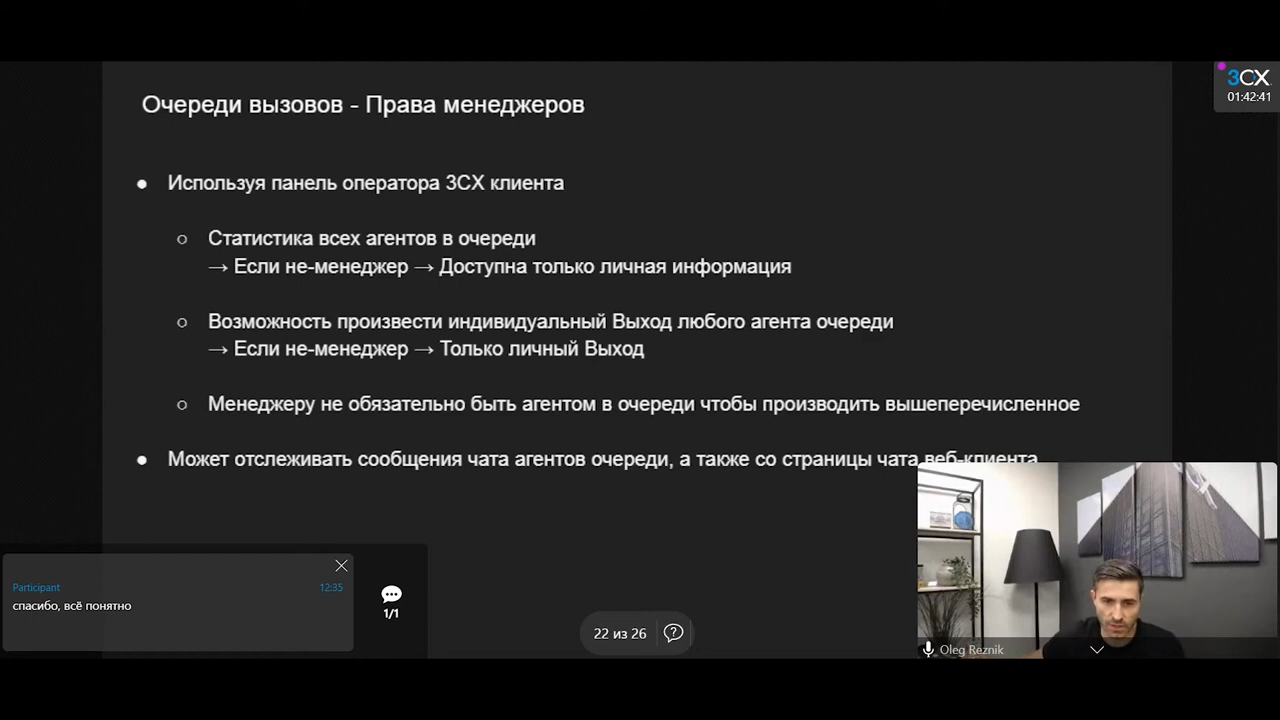 Очереди вызовов - Права менеджеров
3CX
01:42:41
Используя панель оператора 3CX клиента
Статистика всех агентов в очереди
→ Если не-менеджер → Доступна только личная информация
Возможность произвести индивидуальный Выход любого агента очереди
→ Если не-менеджер → Только личный Выход
Менеджеру не обязательно быть агентом в очереди чтобы производить вышеперечисленное
Может отслеживать сообщения чата агентов очереди, а также со страницы чата веб-клиента
Participant 12:35
спасибо, всё понятно
1/1
22 из 26
Oleg Reznik